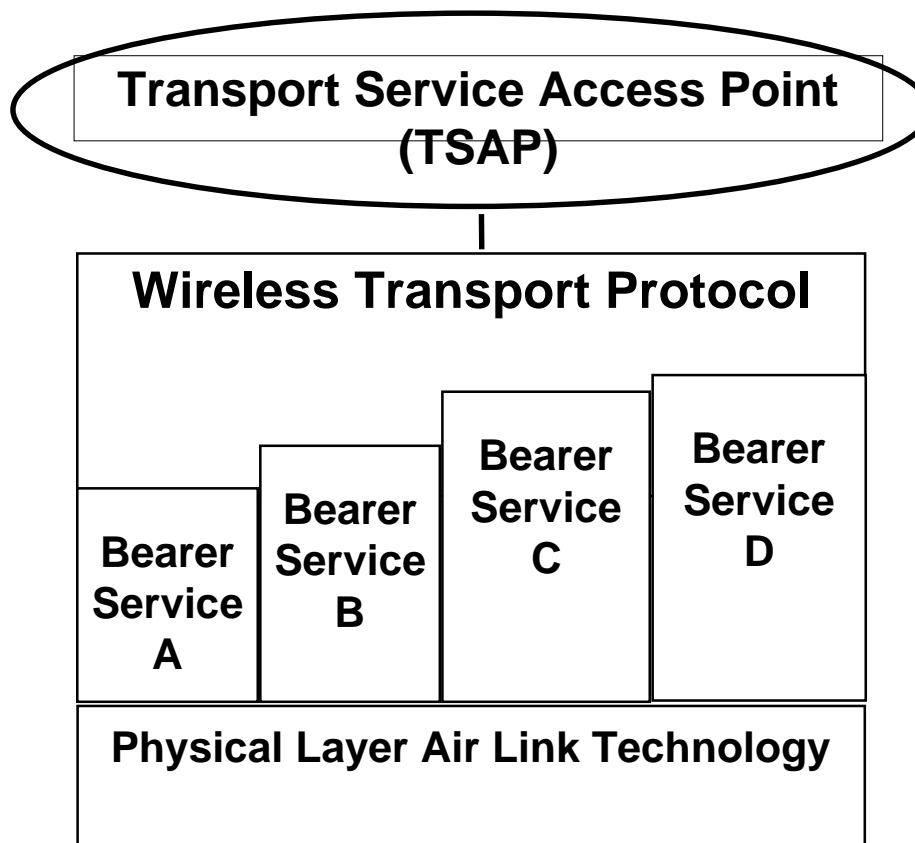 Transport Service Access Point
(TSAP)
Wireless Transport Protocol
Bearer
Service
A
Bearer
Service
B
Bearer
Service
C
Bearer
Service
D
Physical Layer Air Link Technology